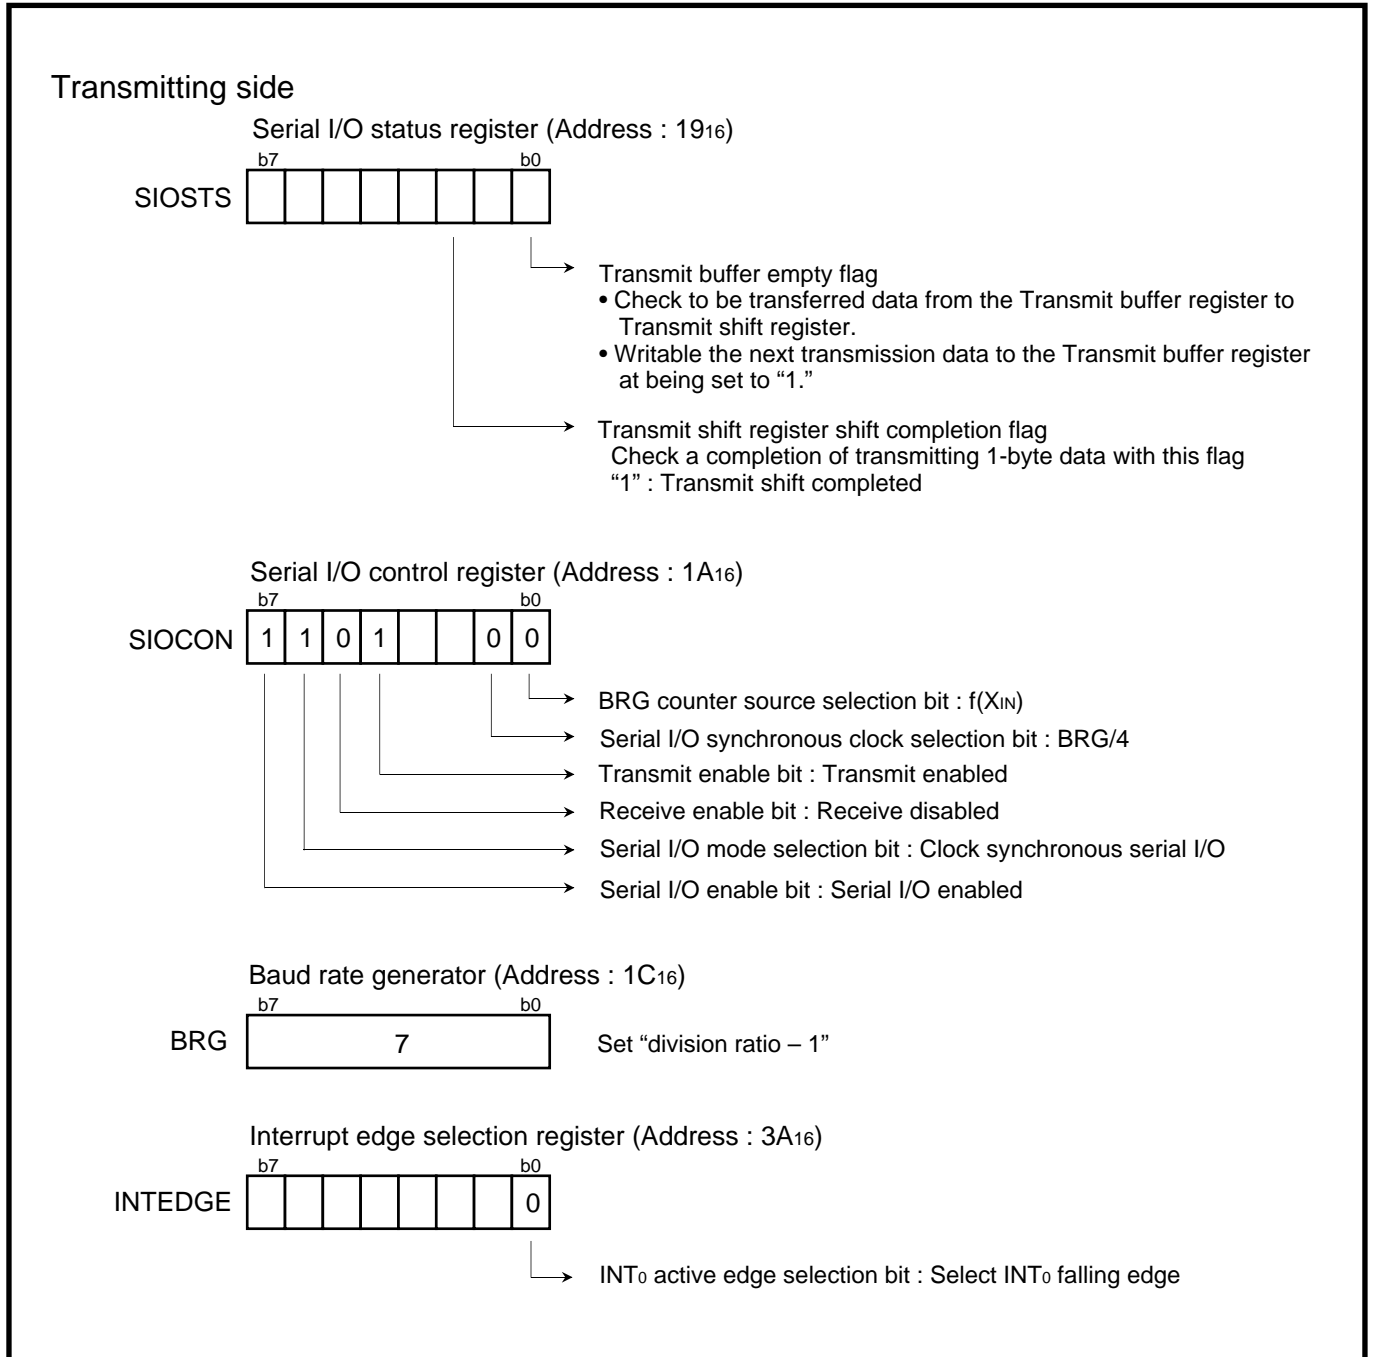 Transmitting side
Serial I/O status register (Address : 1916)
b7 b0
SIOSTS
Transmit buffer empty flag
• Check to be transferred data from the Transmit buffer register to
Transmit shift register.
• Writable the next transmission data to the Transmit buffer register
at being set to “1.”
Transmit shift register shift completion flag
Check a completion of transmitting 1-byte data with this flag
“1” : Transmit shift completed
Serial I/O control register (Address : 1A16)
b7 b0
SIOCON 1 1 0 1 0 0
BRG counter source selection bit : f(XIN)
Serial I/O synchronous clock selection bit : BRG/4
Transmit enable bit : Transmit enabled
Receive enable bit : Receive disabled
Serial I/O mode selection bit : Clock synchronous serial I/O
Serial I/O enable bit : Serial I/O enabled
Baud rate generator (Address : 1C16)
b7 b0
BRG 7 Set “division ratio – 1”
Interrupt edge selection register (Address : 3A16)
b7 b0
INTEDGE 0
INT0 active edge selection bit : Select INT0 falling edge